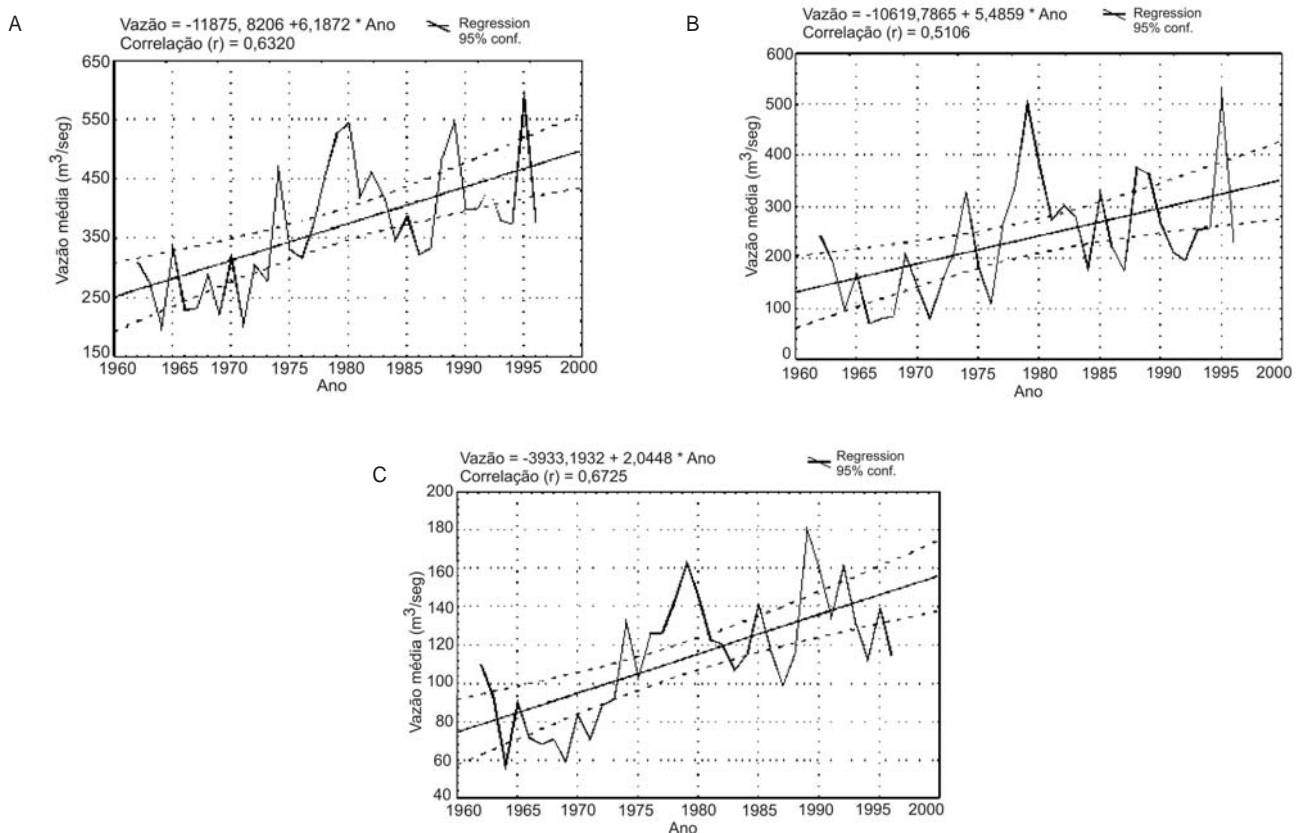 A
Vazão = -11875, 8206 +6,1872 * Ano
Correlação (r) = 0,6320
Regression
95% conf.
Vazão média (m³/seg)
650
550
450
350
250
150
1960 1965 1970 1975 1980 1985 1990 1995 2000
Ano
B
Vazão = -10619,7865 + 5,4859 * Ano
Correlação (r) = 0,5106
Regression
95% conf.
Vazão média (m³/seg)
600
500
400
300
200
100
0
1960 1965 1970 1975 1980 1985 1990 1995 2000
Ano
C
Vazão = -3933,1932 + 2,0448 * Ano
Correlação (r) = 0,6725
Regression
95% conf.
Vazão média (m³/seg)
200
180
160
140
120
100
80
60
40
1960 1965 1970 1975 1980 1985 1990 1995 2000
Ano